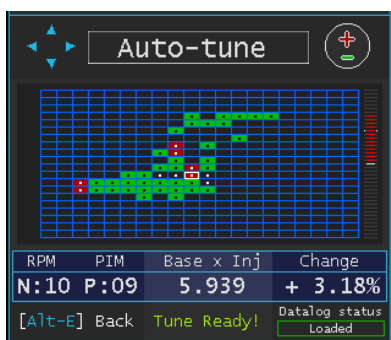 Auto-tune
RPM PIM Base x Inj Change
N:10 P:09 5.939 + 3.18%
[Alt-E] Back Tune Ready! Datalog status
Loaded